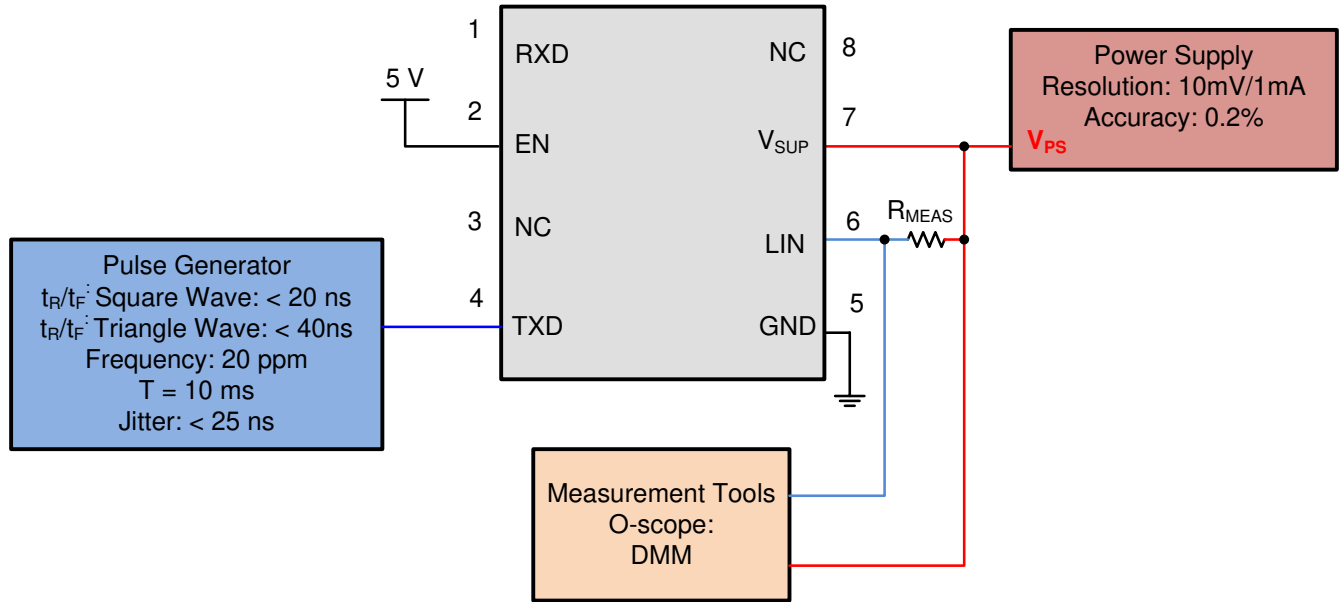 1
RXD
NC
8
5 V
2
EN
7
VSUP
Power Supply
Resolution: 10mV/1mA
Accuracy: 0.2%
VPS
3
NC
6
LIN
RMEAS
Pulse Generator
tR/tF: Square Wave: < 20 ns
tR/tF: Triangle Wave: < 40ns
Frequency: 20 ppm
T = 10 ms
Jitter: < 25 ns
4
TXD
5
GND
Measurement Tools
O-scope:
DMM